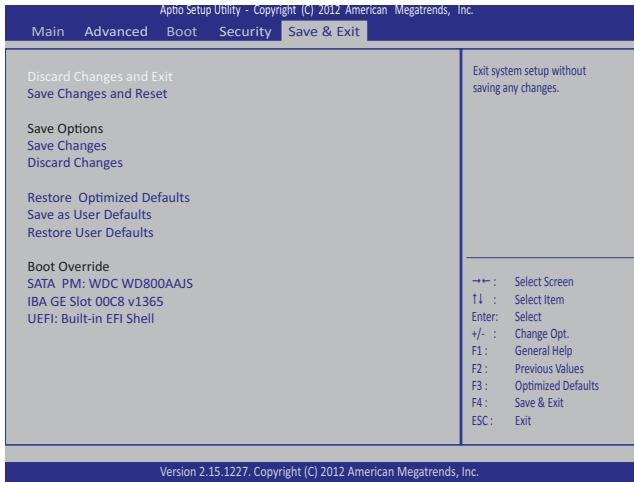 Aptio Setup Utility - Copyright (C) 2012 American Megatrends, Inc.
Main Advanced Boot Security Save & Exit
Discard Changes and Exit
Save Changes and Reset
Save Options
Save Changes
Discard Changes
Restore Optimized Defaults
Save as User Defaults
Restore User Defaults
Boot Override
SATA PM: WDC WD800AAJS
IBA GE Slot 00C8 v1365
UEFI: Built-in EFI Shell
Exit system setup without
saving any changes.
→← : Select Screen
↑↓ : Select Item
Enter: Select
+/- : Change Opt.
F1 : General Help
F2 : Previous Values
F3 : Optimized Defaults
F4 : Save & Exit
ESC : Exit
Version 2.15.1227. Copyright (C) 2012 American Megatrends, Inc.